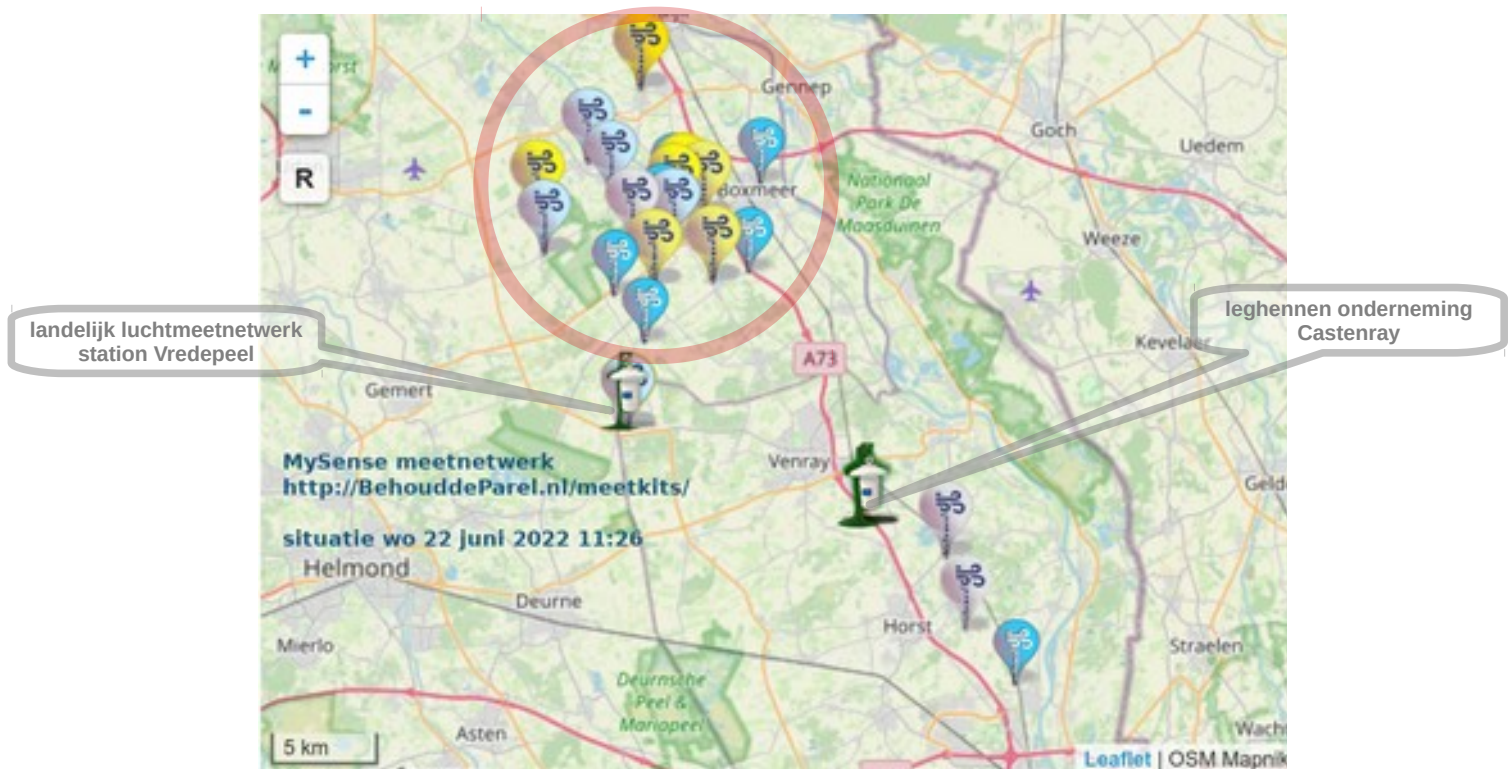 +
-
R
Gennep
Goch
Uedem
Boxmeer
Nationaal
Park De
Maasduinen
Weeze
landelijk luchtmeetnetwerk
station Vredepeel
leghennen onderneming
Castenray
Kevelaer
A73
Gemert
Venray
MySense meetnetwerk
http://BehouddeParel.nl/meetkits/
situatie wo 22 juni 2022 11:26
Helmond
Deurne
Horst
Mierlo
Straelen
Deurnsche
Peel &
Mariapeel
Asten
5 km
Leaflet | OSM Mapnik